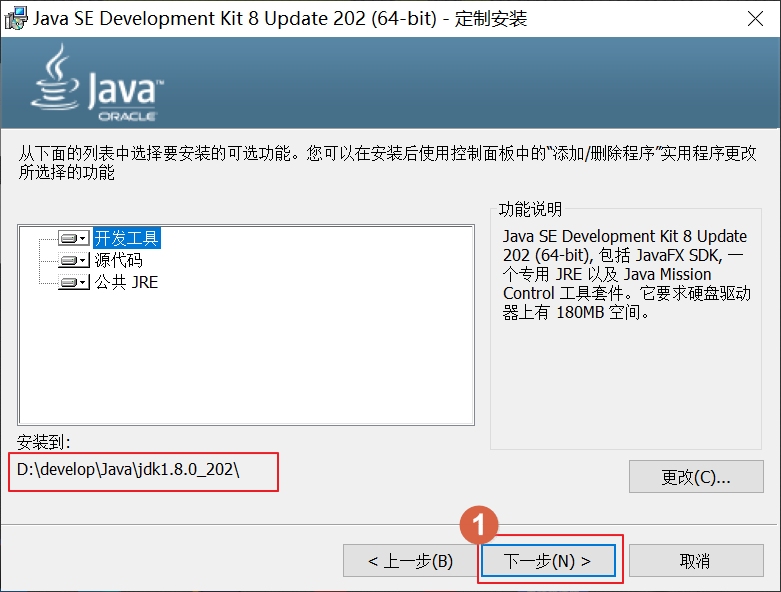 Java SE Development Kit 8 Update 202 (64-bit) - 定制安装
Java™
ORACLE
从下面的列表中选择要安装的可选功能。您可以在安装后使用控制面板中的“添加/删除程序”实用程序更改
所选择的功能
开发工具
源代码
公共 JRE
功能说明
Java SE Development Kit 8 Update
202 (64-bit), 包括 JavaFX SDK, 一
个专用 JRE 以及 Java Mission
Control 工具套件。它要求硬盘驱动
器上有 180MB 空间。
安装到:
D:\develop\Java\jdk1.8.0_202\
更改(C)...
1
< 上一步(B)
下一步(N) >
取消